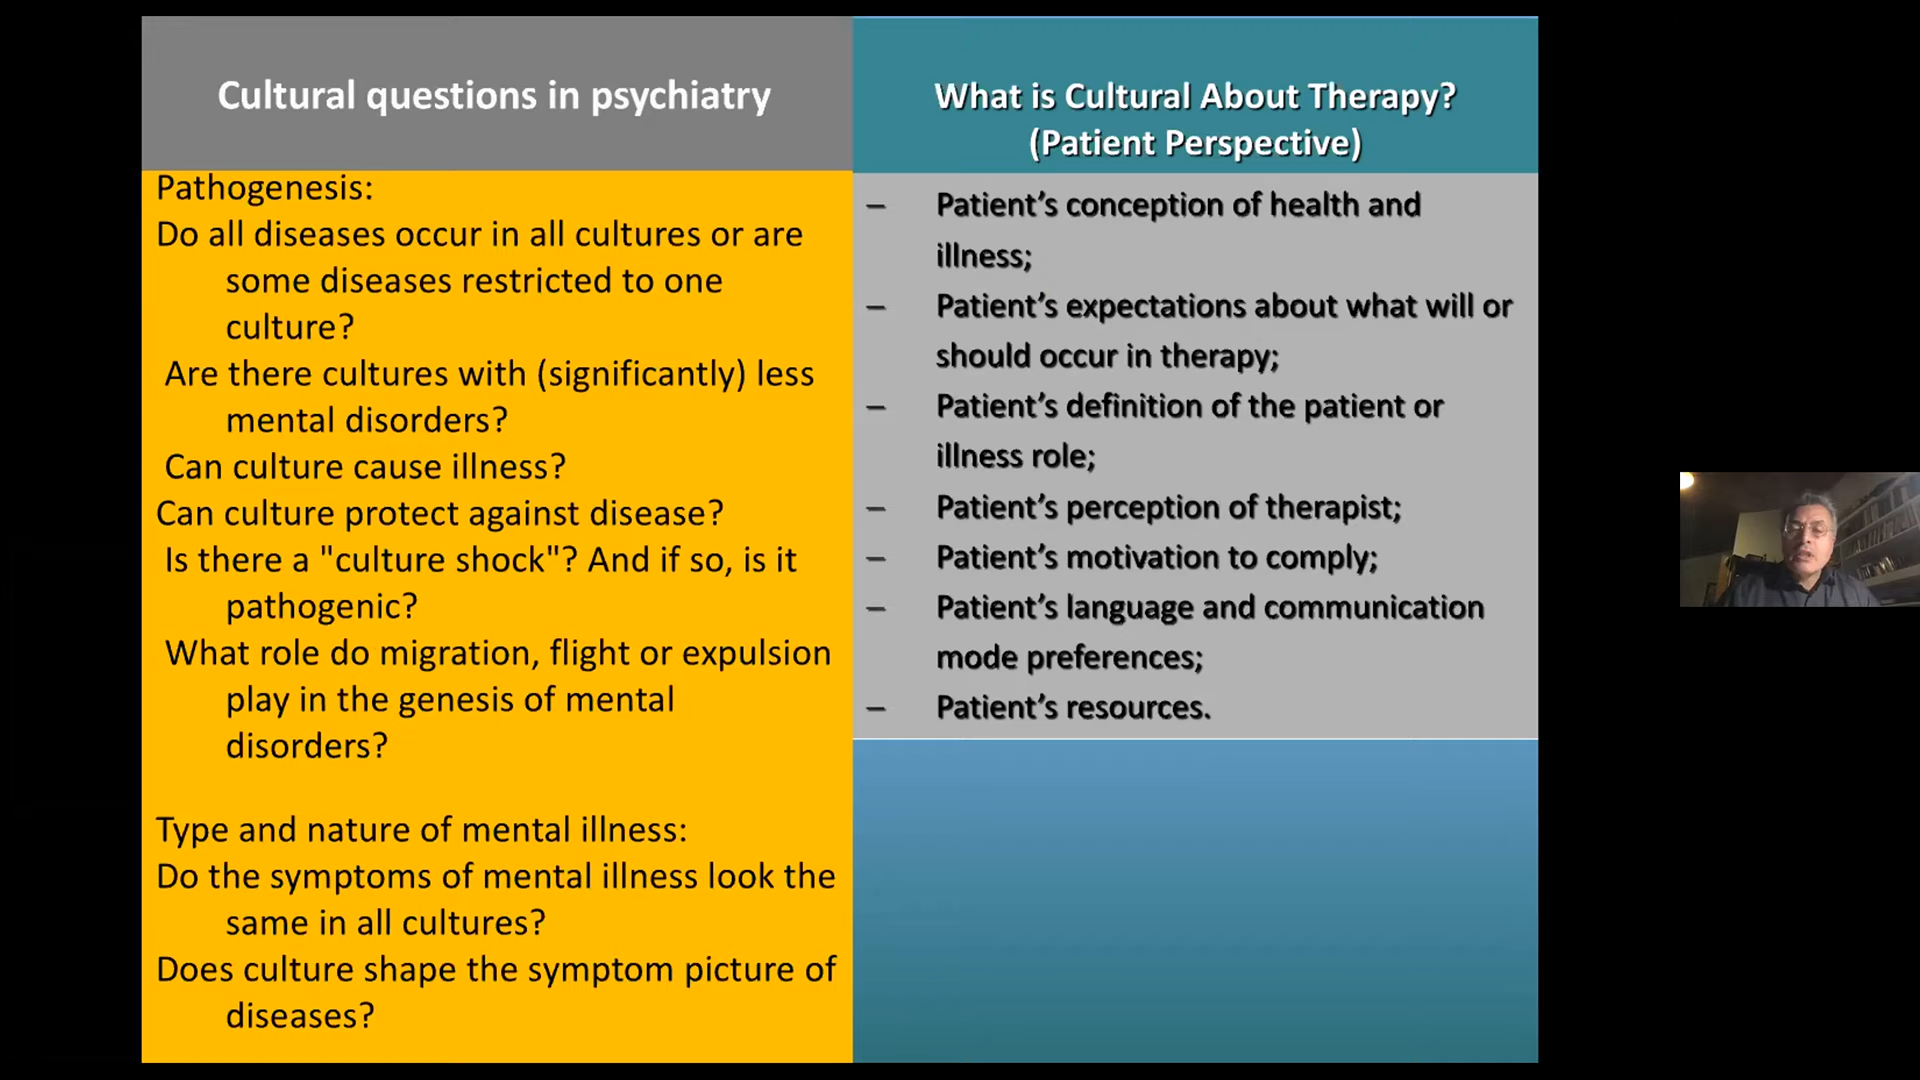 Cultural questions in psychiatry
Pathogenesis:
Do all diseases occur in all cultures or are
some diseases restricted to one
culture?
Are there cultures with (significantly) less
mental disorders?
Can culture cause illness?
Can culture protect against disease?
Is there a "culture shock"? And if so, is it
pathogenic?
What role do migration, flight or expulsion
play in the genesis of mental
disorders?
Type and nature of mental illness:
Do the symptoms of mental illness look the
same in all cultures?
Does culture shape the symptom picture of
diseases?
What is Cultural About Therapy?
(Patient Perspective)
– Patient’s conception of health and
illness;
– Patient’s expectations about what will or
should occur in therapy;
– Patient’s definition of the patient or
illness role;
– Patient’s perception of therapist;
– Patient’s motivation to comply;
– Patient’s language and communication
mode preferences;
– Patient’s resources.